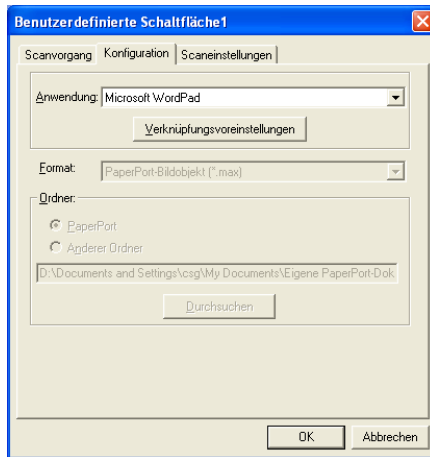 Benutzerdefinierte Schaltfläche1
Scanvorgang Konfiguration Scaneinstellungen
Anwendung: Microsoft WordPad
Verknüpfungsvoreinstellungen
Format: PaperPort-Bildobjekt (*.max)
Ordner:
PaperPort
Anderer Ordner
D:\Documents and Settings\csg\My Documents\Eigene PaperPort-Dok
Durchsuchen
OK Abbrechen